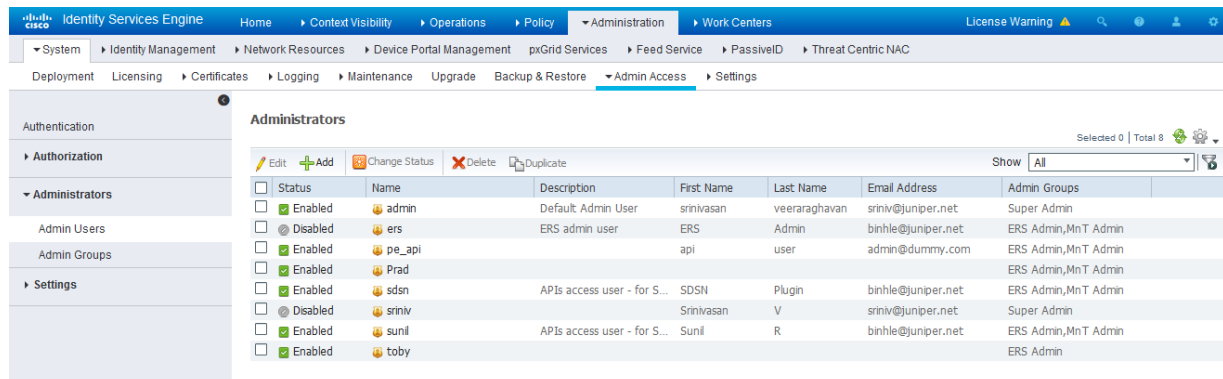 cisco Identity Services Engine Home Context Visibility Operations Policy Administration Work Centers License Warning
System Identity Management Network Resources Device Portal Management pxGrid Services Feed Service PassiveID Threat Centric NAC
Deployment Licensing Certificates Logging Maintenance Upgrade Backup & Restore Admin Access Settings
Authentication
Authorization
Administrators
Admin Users
Admin Groups
Settings
Administrators
Selected 0 | Total 8
Edit Add Change Status Delete Duplicate Show All
Status Name Description First Name Last Name Email Address Admin Groups
Enabled admin Default Admin User srinivasan veeraraghavan sriniv@juniper.net Super Admin
Disabled ers ERS admin user ERS Admin binhle@juniper.net ERS Admin,MnT Admin
Enabled pe_api api user admin@dummy.com ERS Admin,MnT Admin
Enabled Prad ERS Admin,MnT Admin
Enabled sdsn APIs access user - for S... SDSN Plugin binhle@juniper.net ERS Admin,MnT Admin
Disabled sriniv Srinivasan V sriniv@juniper.net Super Admin
Enabled sunil APIs access user - for S... Sunil R binhle@juniper.net ERS Admin,MnT Admin
Enabled toby ERS Admin